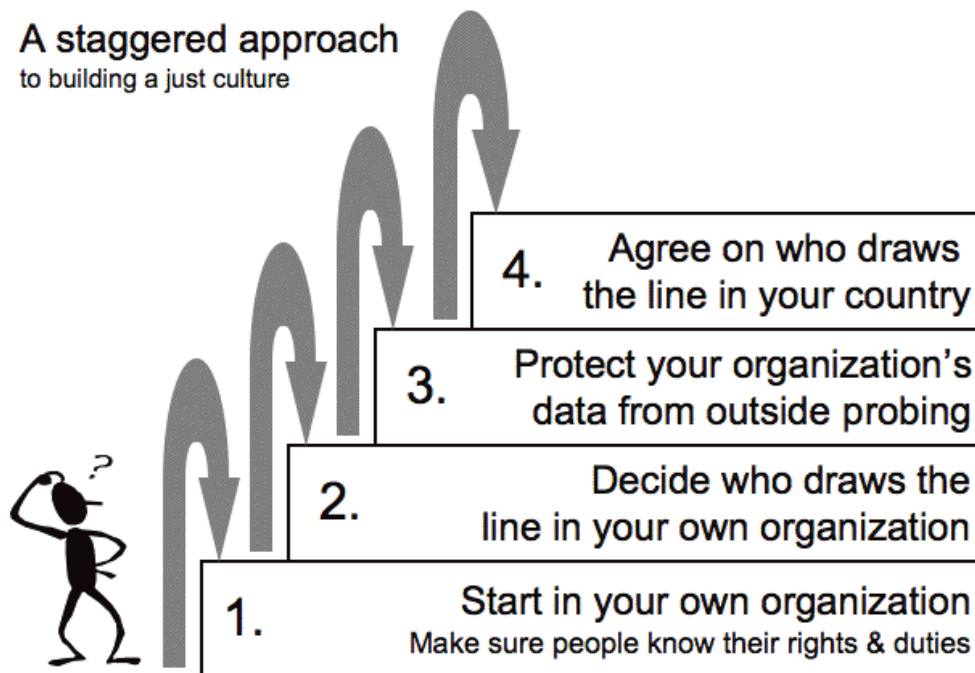 A staggered approach
to building a just culture
?
4.
Agree on who draws
the line in your country
3.
Protect your organization's
data from outside probing
2.
Decide who draws the
line in your own organization
1.
Start in your own organization
Make sure people know their rights & duties